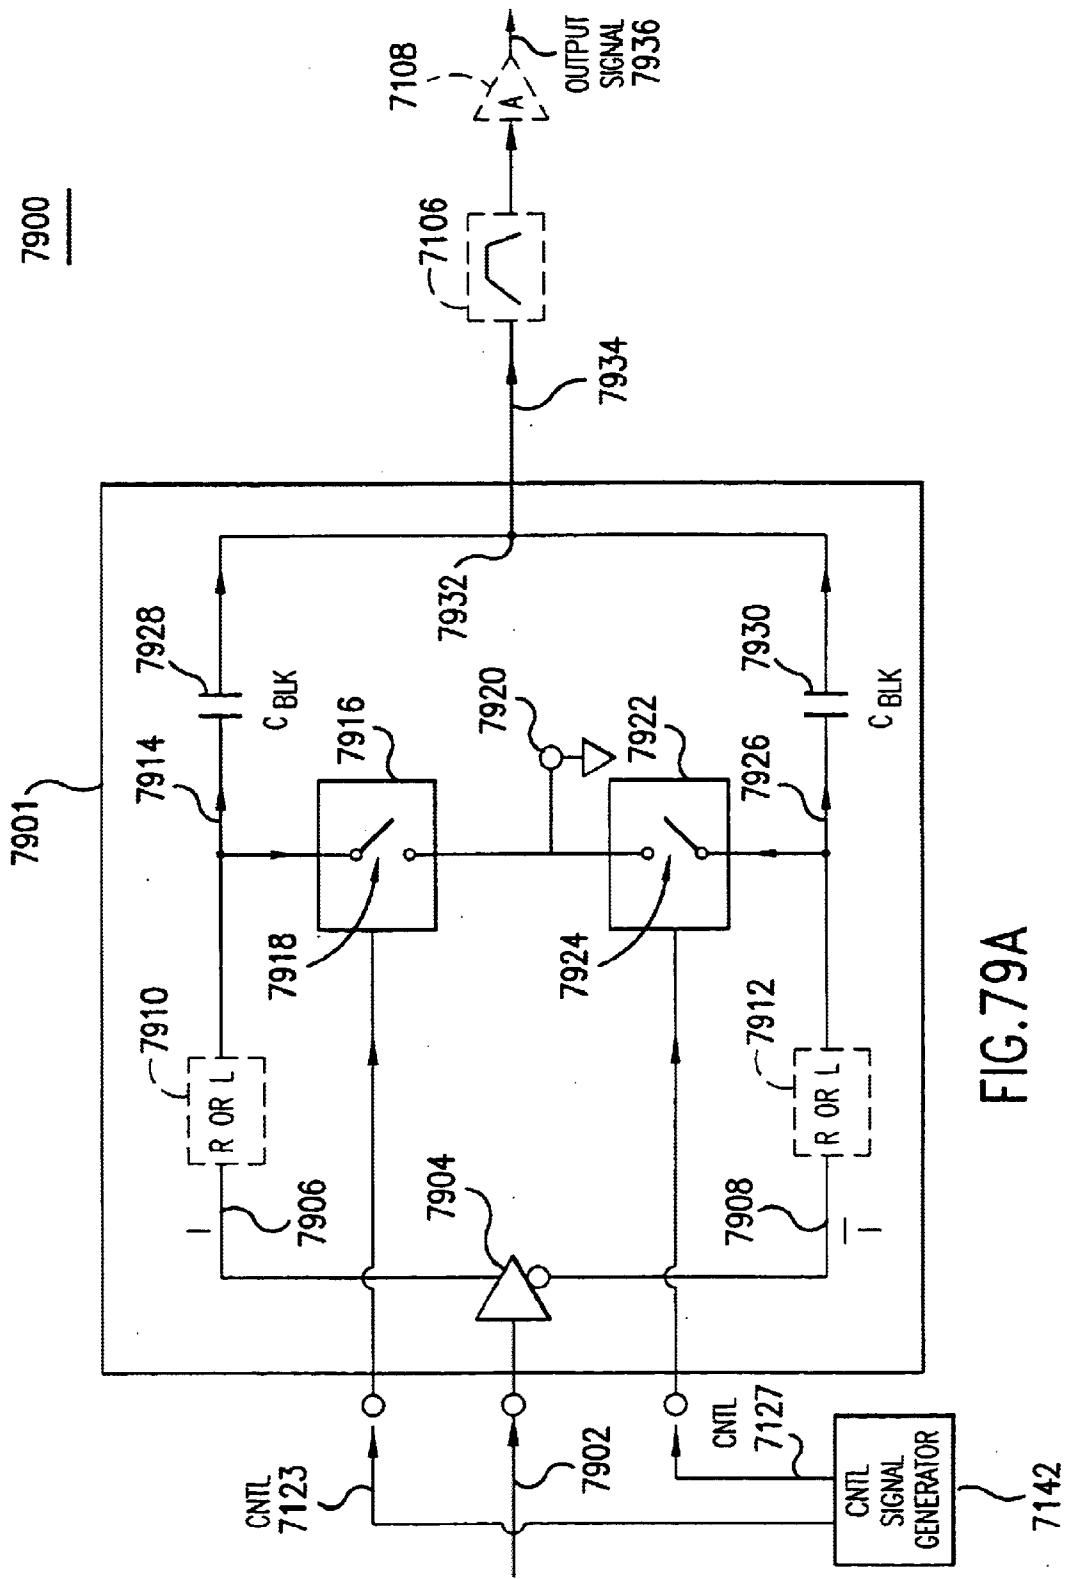 7900
7901
7914
7928
C BLK
7916
7918
7910
R OR L
I
7906
CNTL
7123
7904
7902
7920
7932
7934
7106
7108
A
OUTPUT
SIGNAL
7936
7922
7924
CNTL
7127
7926
7930
C BLK
7912
R OR L
7908
I
CNTL
SIGNAL
GENERATOR
7142
FIG.79A